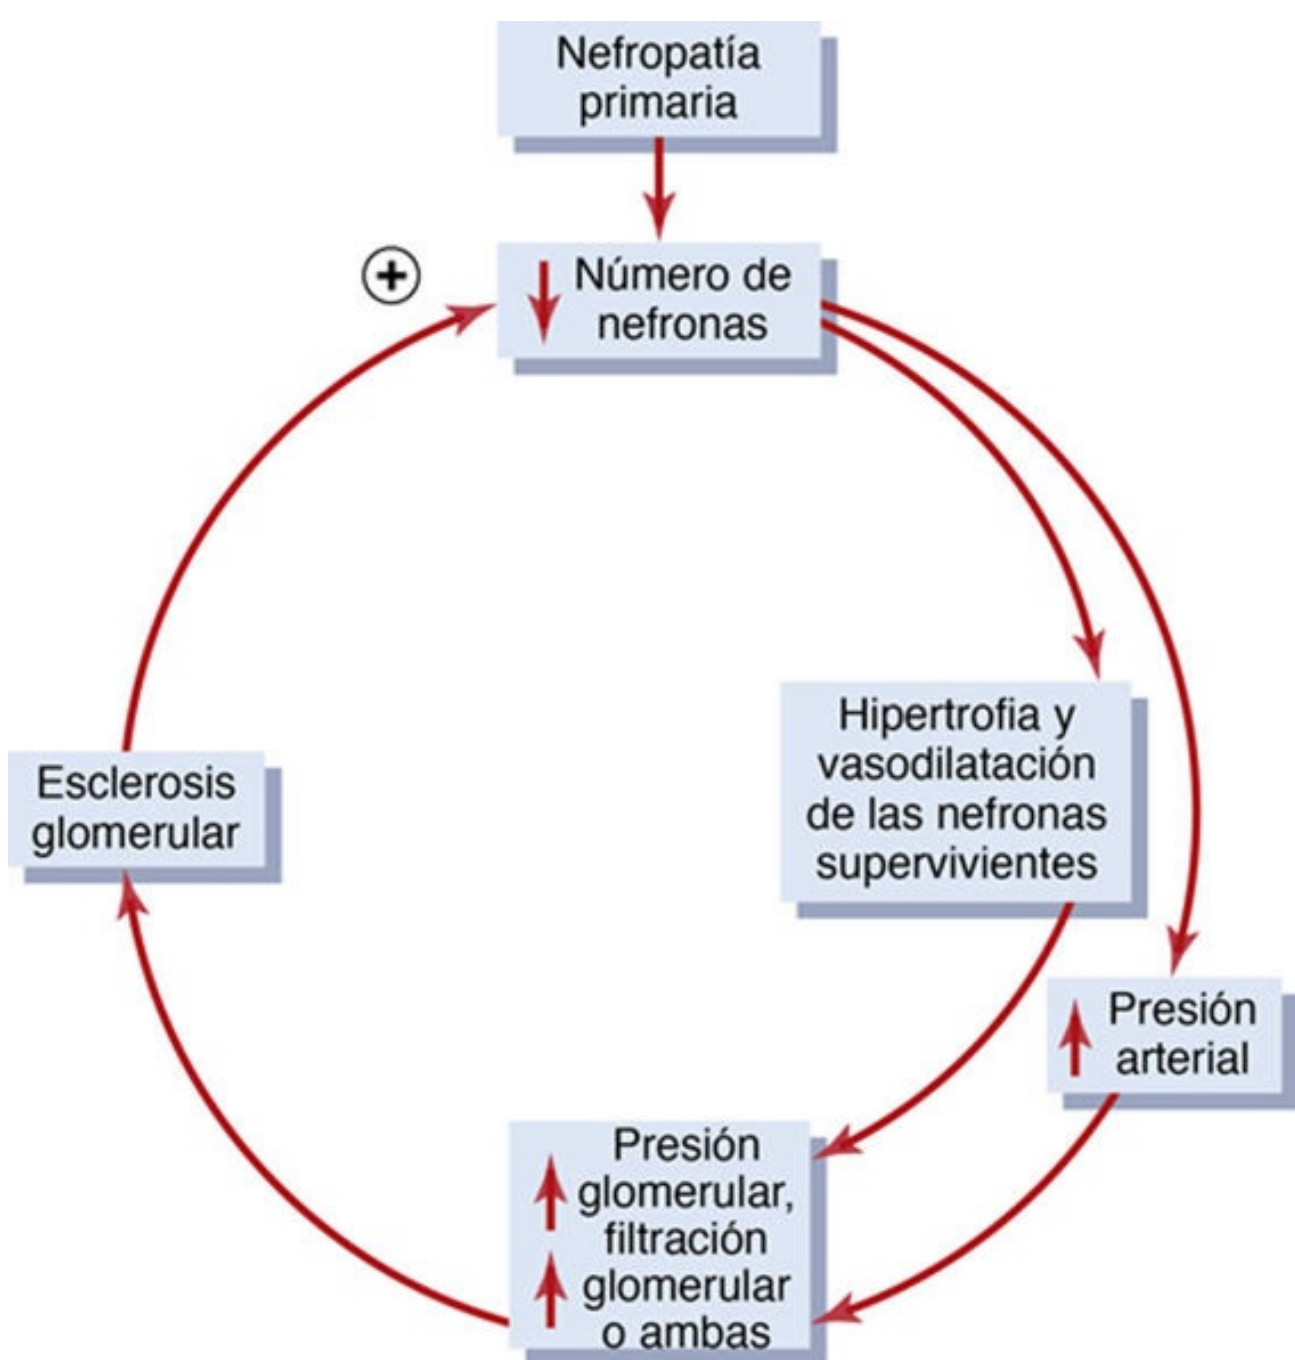 Nefropatía
primaria
+
Número de
nefronas
Hipertrofia y
vasodilatación
de las nefronas
supervivientes
Presión
arterial
Presión
glomerular,
filtración
glomerular
o ambas
Esclerosis
glomerular